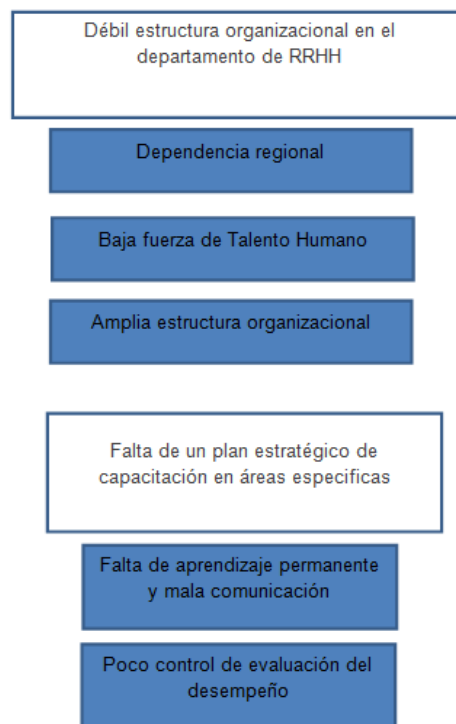 Débil estructura organizacional en el
departamento de RRHH
Dependencia regional
Baja fuerza de Talento Humano
Amplia estructura organizacional
Falta de un plan estratégico de
capacitación en áreas especificas
Falta de aprendizaje permanente
y mala comunicación
Poco control de evaluación del
desempeño